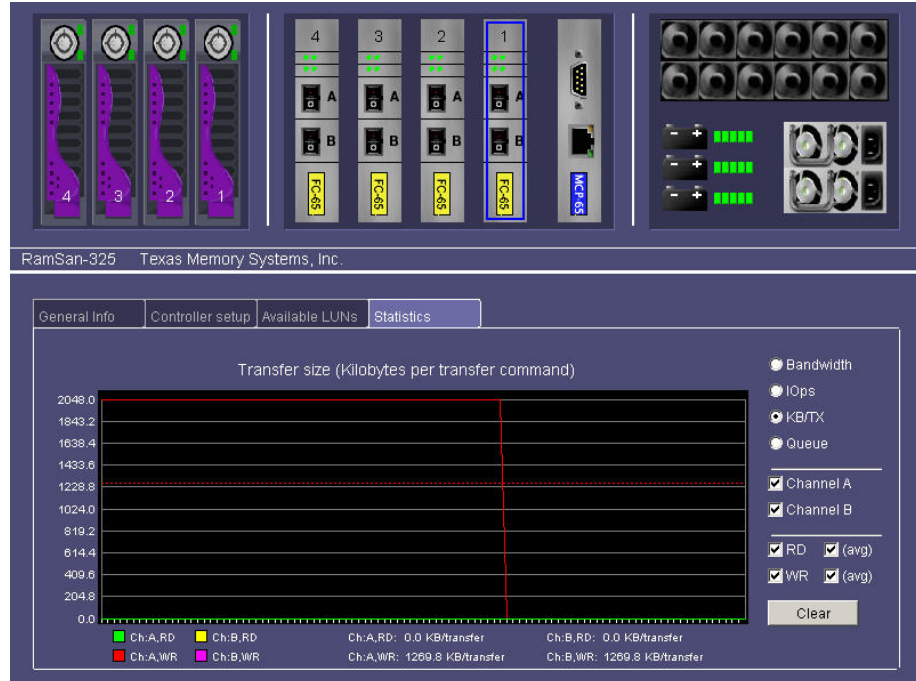 4 3 2 1
A A A A
B B B B
FC-65 FC-65 FC-65 FC-65 MCP-65
4 3 2 1
- +
- +
- +
RamSan-325 Texas Memory Systems, Inc.
General Info Controller setup Available LUNs Statistics
Transfer size (Kilobytes per transfer command)
Bandwidth
IOps
KB/TX
Queue
Channel A
Channel B
RD (avg)
WR (avg)
Clear
2048.0
1843.2
1638.4
1433.6
1228.8
1024.0
819.2
614.4
409.6
204.8
0.0
Ch:A,RD Ch:B,RD Ch:A,RD: 0.0 KB/transfer Ch:B,RD: 0.0 KB/transfer
Ch:A,WR Ch:B,WR Ch:A,WR: 1269.8 KB/transfer Ch:B,WR: 1269.8 KB/transfer